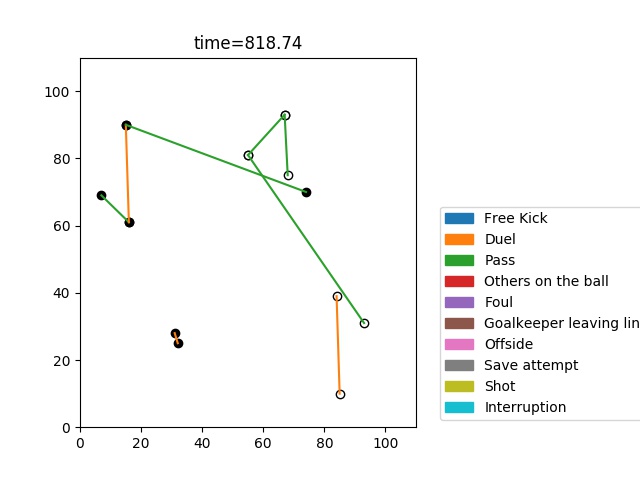 time=818.74
100
80
60
40
20
0
0 20 40 60 80 100
Free Kick
Duel
Pass
Others on the ball
Foul
Goalkeeper leaving lin
Offside
Save attempt
Shot
Interruption